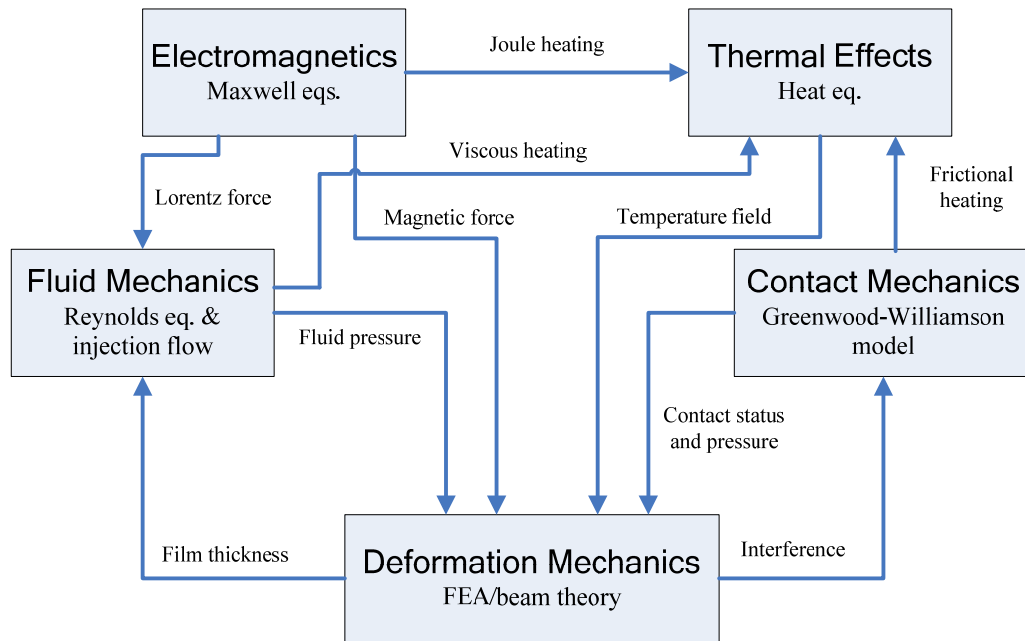 Electromagnetics
Maxwell eqs.
Joule heating
Thermal Effects
Heat eq.
Viscous heating
Lorentz force
Magnetic force
Temperature field
Frictional
heating
Fluid Mechanics
Reynolds eq. &
injection flow
Fluid pressure
Contact Mechanics
Greenwood-Williamson
model
Contact status
and pressure
Film thickness
Deformation Mechanics
FEA/beam theory
Interference